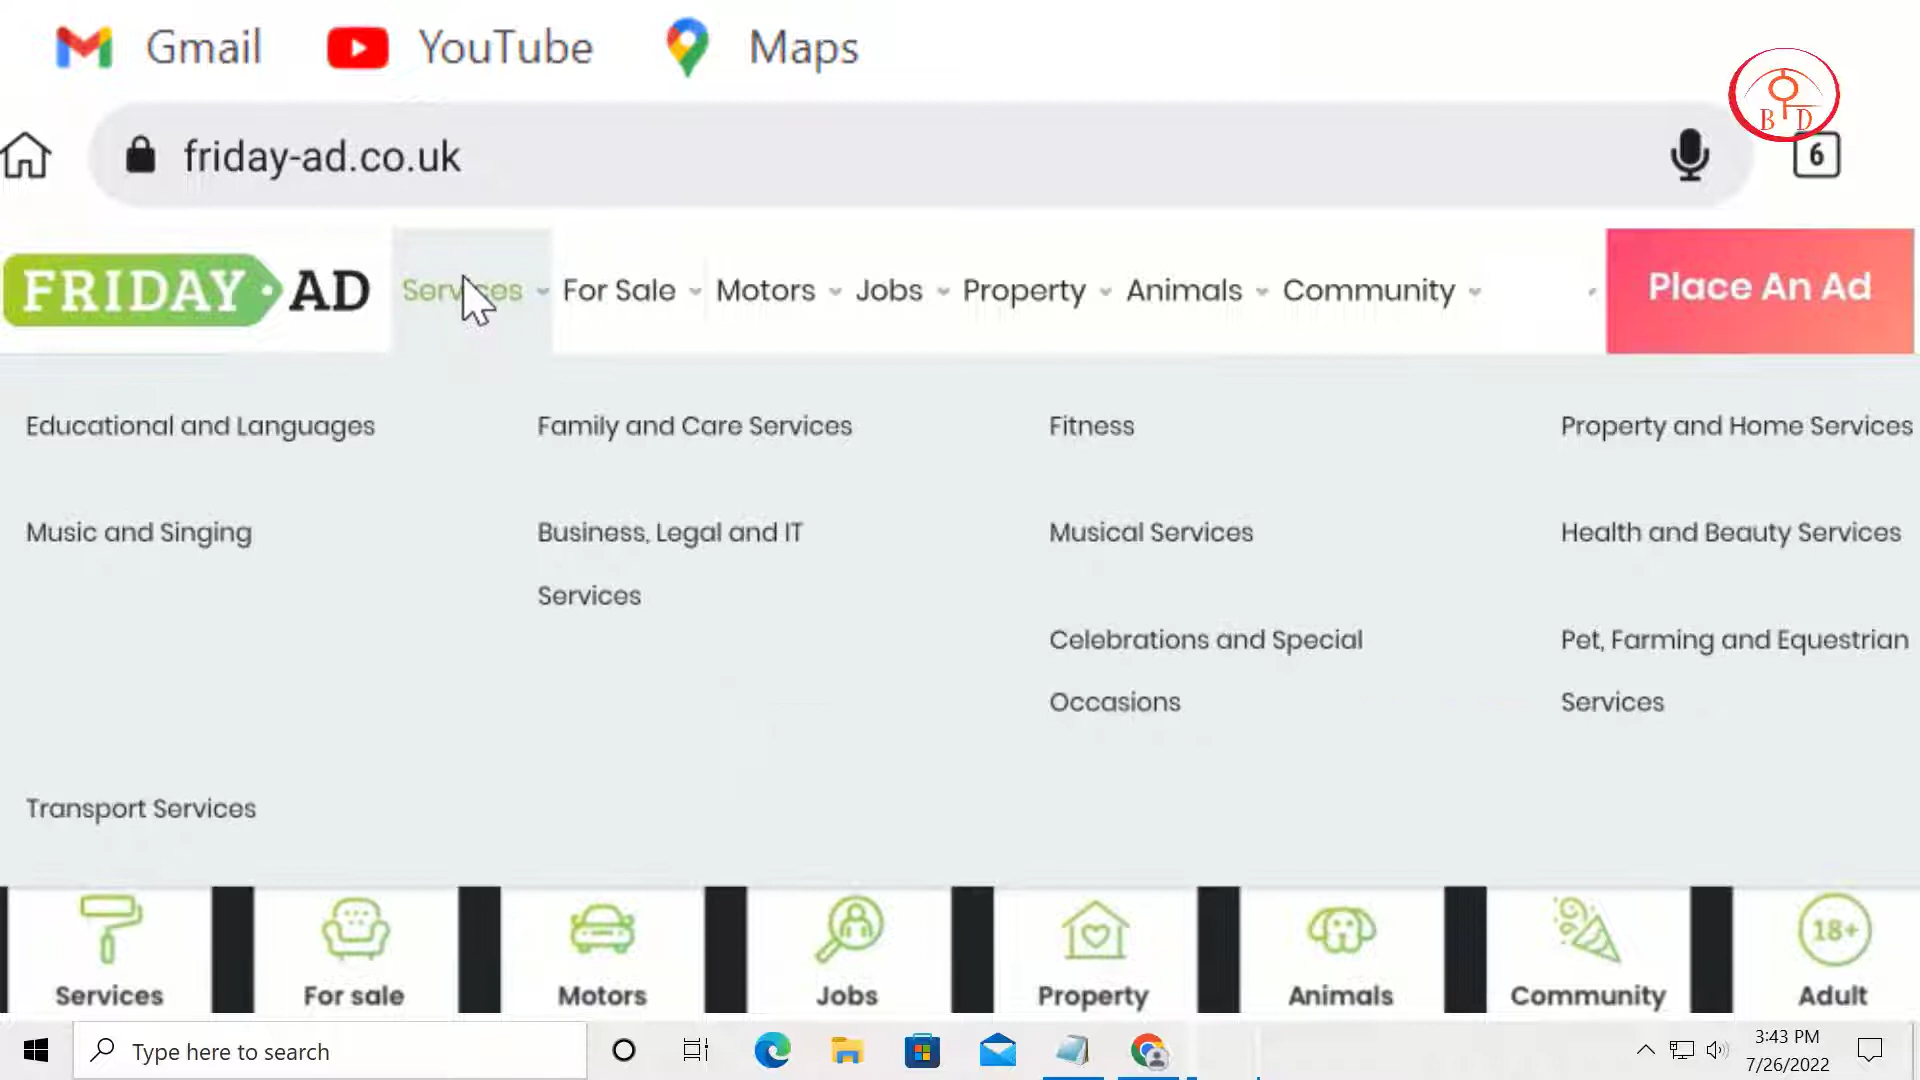 Gmail YouTube Maps
B D
friday-ad.co.uk 6
FRIDAY AD Services For Sale Motors Jobs Property Animals Community Place An Ad
Educational and Languages Family and Care Services Fitness Property and Home Services
Music and Singing Business, Legal and IT Musical Services Health and Beauty Services
Services
Celebrations and Special Pet, Farming and Equestrian
Occasions Services
Transport Services
18+
Services For sale Motors Jobs Property Animals Community Adult
Type here to search
3:43 PM
7/26/2022